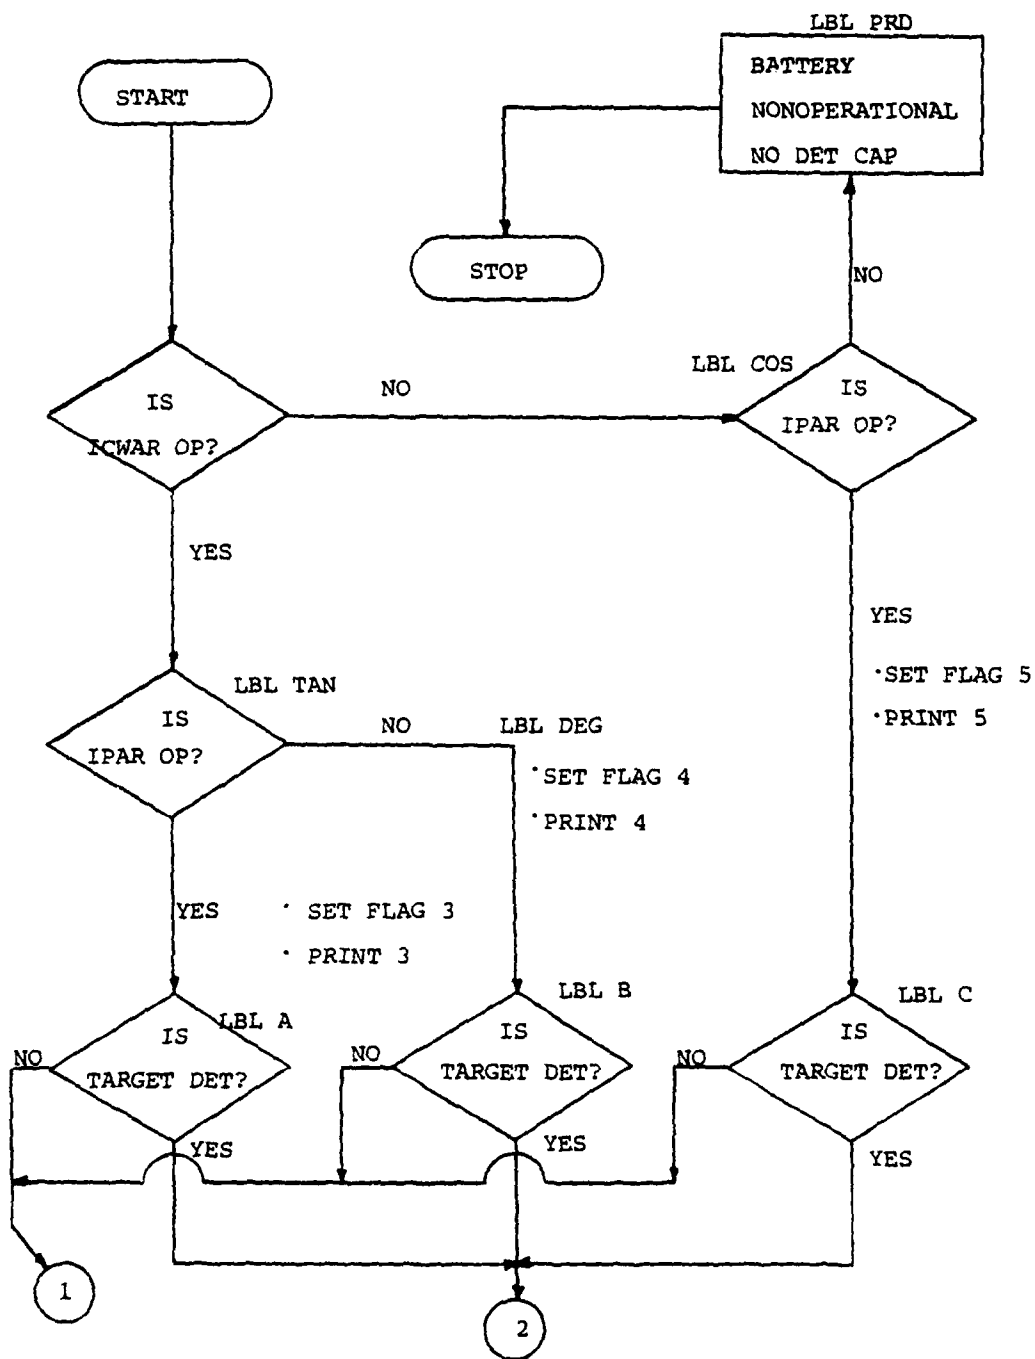 LBL PRD
START
BATTERY
NONOPERATIONAL
NO DET CAP
STOP
NO
LBL COS
IS
ICWAR OP?
NO
IS
IPAR OP?
YES
YES
·SET FLAG 5
·PRINT 5
LBL TAN
IS
IPAR OP?
NO
LBL DEG
·SET FLAG 4
·PRINT 4
YES
· SET FLAG 3
· PRINT 3
LBL A
IS
TARGET DET?
NO
YES
LBL B
IS
TARGET DET?
NO
YES
LBL C
IS
TARGET DET?
NO
YES
1
2